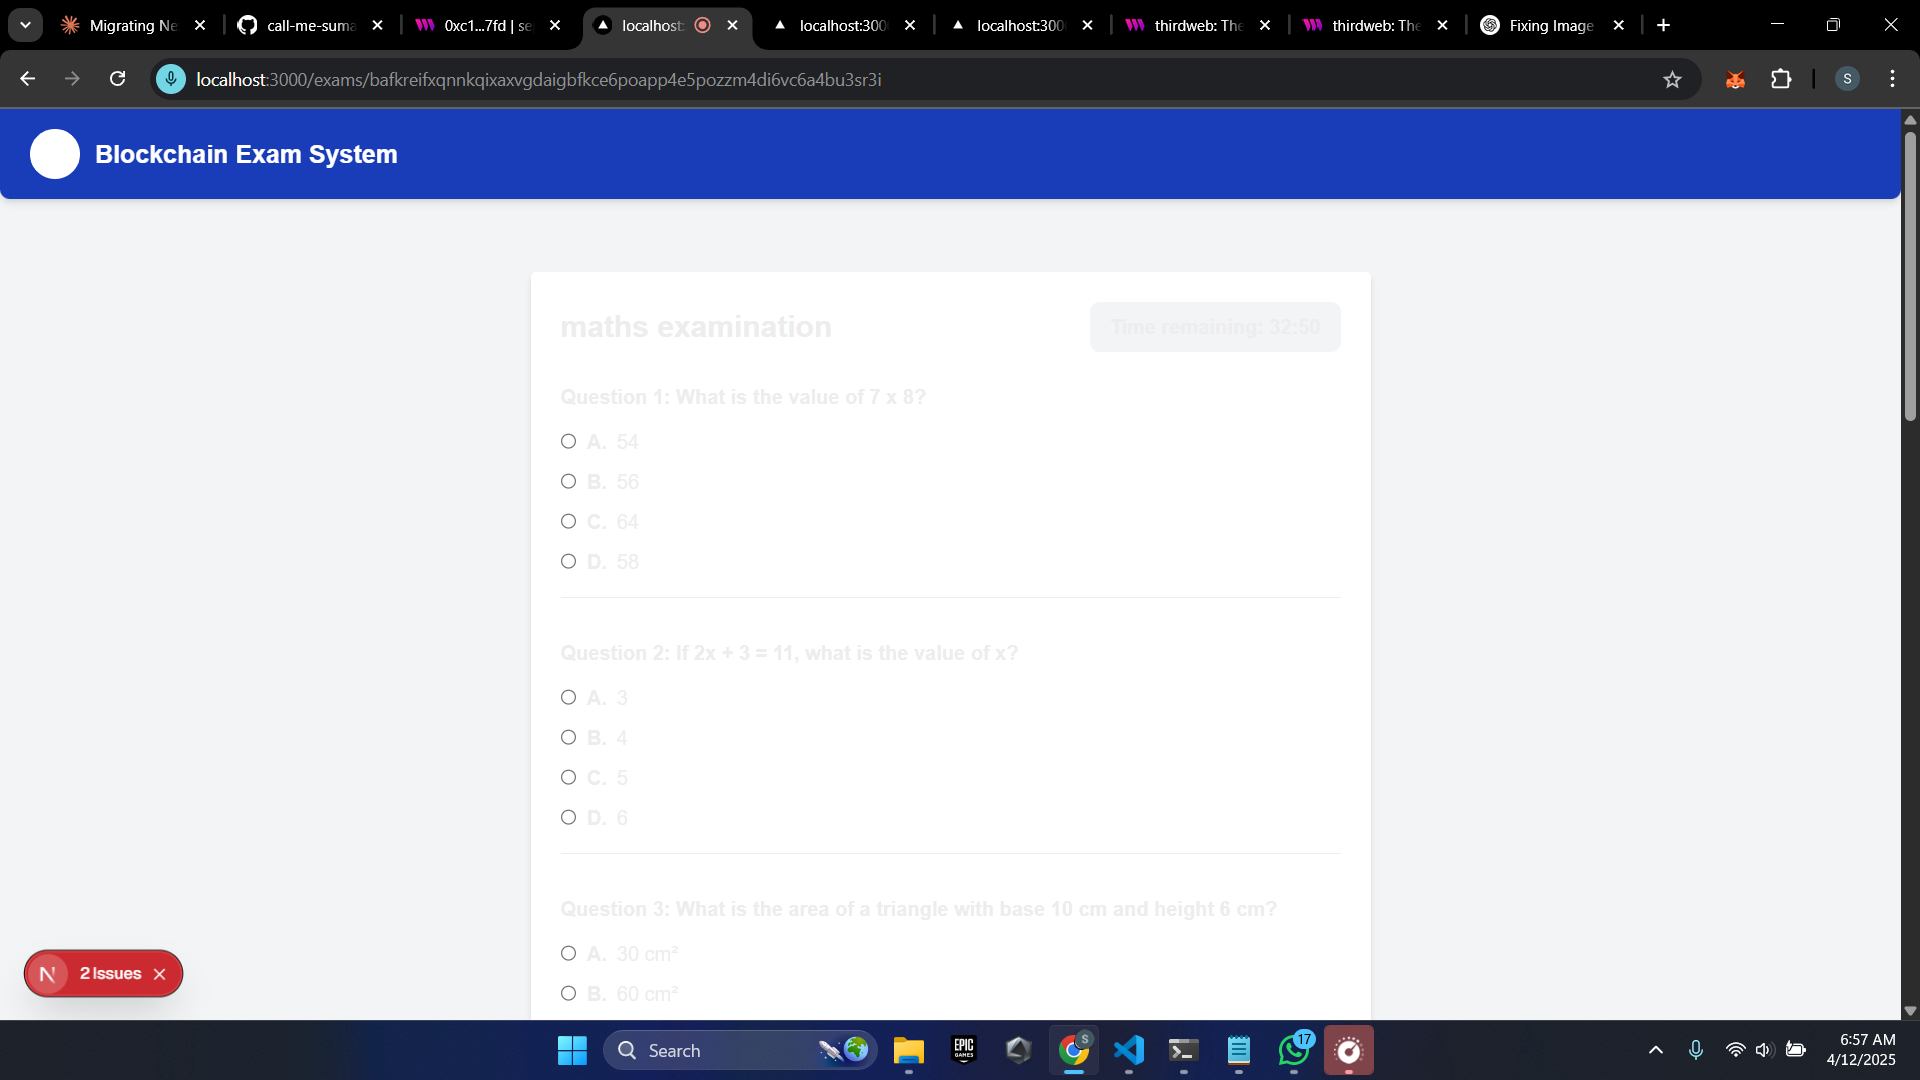 Migrating Ne
call-me-suma
0xc1...7fd | se
localhost:
localhost:300
localhost:300
thirdweb: The
thirdweb: The
Fixing Image
localhost:3000/exams/bafkreifxqnnkqixaxvgdaigbfkce6poapp4e5pozzm4di6vc6a4bu3sr3i
S
Blockchain Exam System
maths examination
Time remaining: 32:50
Question 1: What is the value of 7 x 8?
A. 54
B. 56
C. 64
D. 58
Question 2: If 2x + 3 = 11, what is the value of x?
A. 3
B. 4
C. 5
D. 6
Question 3: What is the area of a triangle with base 10 cm and height 6 cm?
A. 30 cm²
B. 60 cm²
N 2 Issues
Search
EPIC GAMES
S
17
6:57 AM
4/12/2025